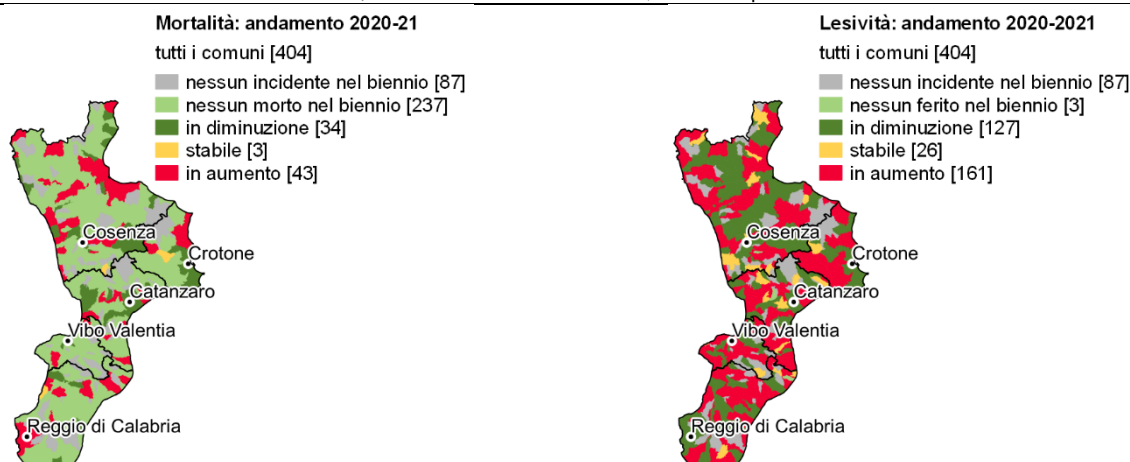 Mortalità: andamento 2020-21
tutti i comuni [404]
nessun incidente nel biennio [87]
nessun morto nel biennio [237]
in diminuzione [34]
stabile [3]
in aumento [43]
Cosenza
Crotone
Catanzaro
Vibo Valentia
Reggio di Calabria
Lesività: andamento 2020-2021
tutti i comuni [404]
nessun incidente nel biennio [87]
nessun ferito nel biennio [3]
in diminuzione [127]
stabile [26]
in aumento [161]
Cosenza
Crotone
Catanzaro
Vibo Valentia
Reggio di Calabria